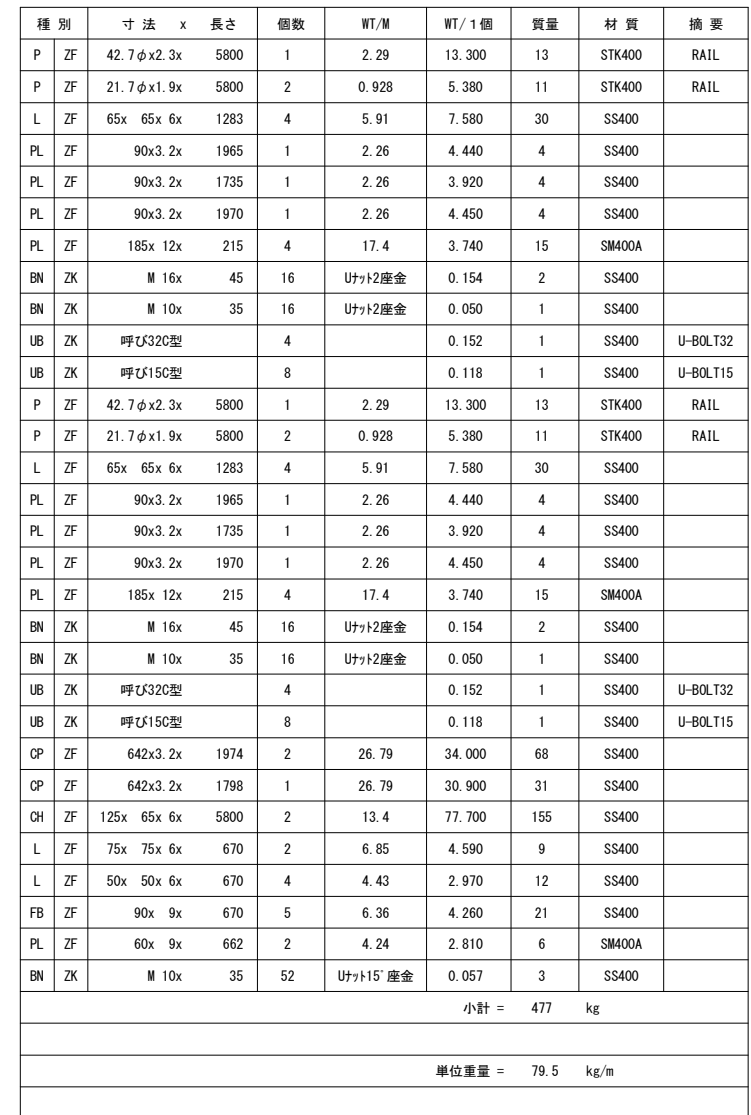 種 別 寸 法 x 長さ 個数 WT/M WT/1個 質量 材 質 摘 要
P ZF 42.7φx2.3x 5800 1 2.29 13.300 13 STK400 RAIL
P ZF 21.7φx1.9x 5800 2 0.928 5.380 11 STK400 RAIL
L ZF 65x 65x 6x 1283 4 5.91 7.580 30 SS400
PL ZF 90x3.2x 1965 1 2.26 4.440 4 SS400
PL ZF 90x3.2x 1735 1 2.26 3.920 4 SS400
PL ZF 90x3.2x 1970 1 2.26 4.450 4 SS400
PL ZF 185x 12x 215 4 17.4 3.740 15 SM400A
BN ZK M 16x 45 16 Uﾅｯﾄ2座金 0.154 2 SS400
BN ZK M 10x 35 16 Uﾅｯﾄ2座金 0.050 1 SS400
UB ZK 呼び32C型 4 0.152 1 SS400 U-BOLT32
UB ZK 呼び15C型 8 0.118 1 SS400 U-BOLT15
P ZF 42.7φx2.3x 5800 1 2.29 13.300 13 STK400 RAIL
P ZF 21.7φx1.9x 5800 2 0.928 5.380 11 STK400 RAIL
L ZF 65x 65x 6x 1283 4 5.91 7.580 30 SS400
PL ZF 90x3.2x 1965 1 2.26 4.440 4 SS400
PL ZF 90x3.2x 1735 1 2.26 3.920 4 SS400
PL ZF 90x3.2x 1970 1 2.26 4.450 4 SS400
PL ZF 185x 12x 215 4 17.4 3.740 15 SM400A
BN ZK M 16x 45 16 Uﾅｯﾄ2座金 0.154 2 SS400
BN ZK M 10x 35 16 Uﾅｯﾄ2座金 0.050 1 SS400
UB ZK 呼び32C型 4 0.152 1 SS400 U-BOLT32
UB ZK 呼び15C型 8 0.118 1 SS400 U-BOLT15
CP ZF 642x3.2x 1974 2 26.79 34.000 68 SS400
CP ZF 642x3.2x 1798 1 26.79 30.900 31 SS400
CH ZF 125x 65x 6x 5800 2 13.4 77.700 155 SS400
L ZF 75x 75x 6x 670 2 6.85 4.590 9 SS400
L ZF 50x 50x 6x 670 4 4.43 2.970 12 SS400
FB ZF 90x 9x 670 5 6.36 4.260 21 SS400
PL ZF 60x 9x 662 2 4.24 2.810 6 SM400A
BN ZK M 10x 35 52 Uﾅｯﾄ15ﾟ座金 0.057 3 SS400
小計 = 477 kg
単位重量 = 79.5 kg/m